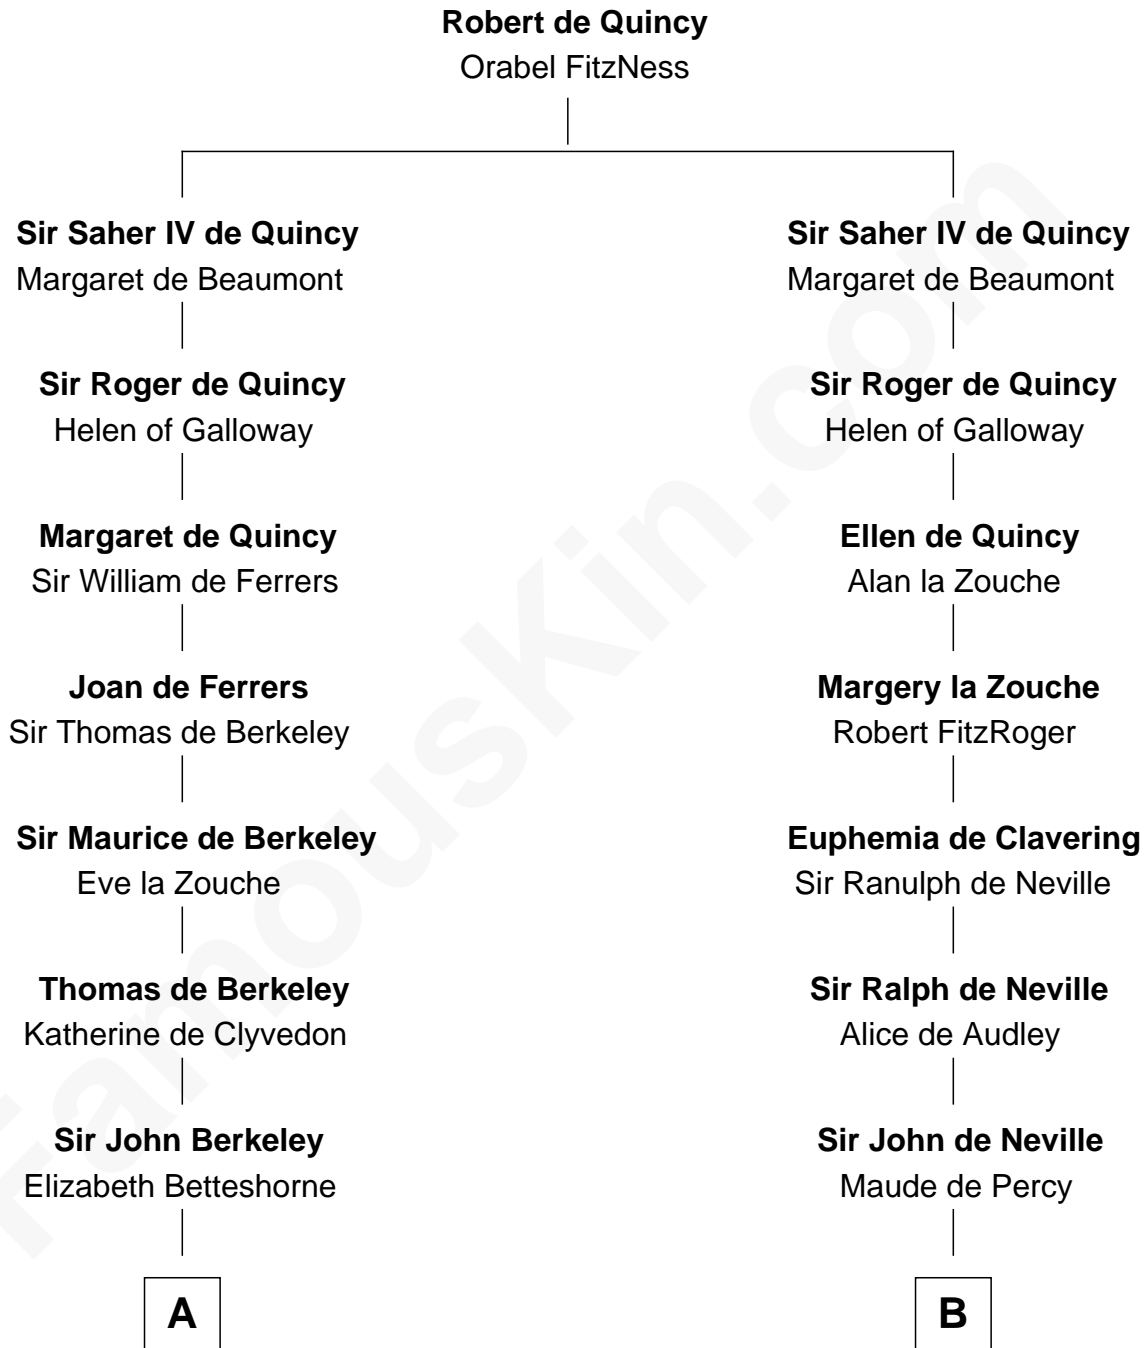 Robert de Quincy
Orabel FitzNess
Sir Saher IV de Quincy
Margaret de Beaumont
Sir Roger de Quincy
Helen of Galloway
Margaret de Quincy
Sir William de Ferrers
Joan de Ferrers
Sir Thomas de Berkeley
Sir Maurice de Berkeley
Eve la Zouche
Thomas de Berkeley
Katherine de Clyvedon
Sir John Berkeley
Elizabeth Betteshorne
A
Sir Saher IV de Quincy
Margaret de Beaumont
Sir Roger de Quincy
Helen of Galloway
Ellen de Quincy
Alan la Zouche
Margery la Zouche
Robert FitzRoger
Euphemia de Clavering
Sir Ranulph de Neville
Sir Ralph de Neville
Alice de Audley
Sir John de Neville
Maude de Percy
B
FamousKin.com